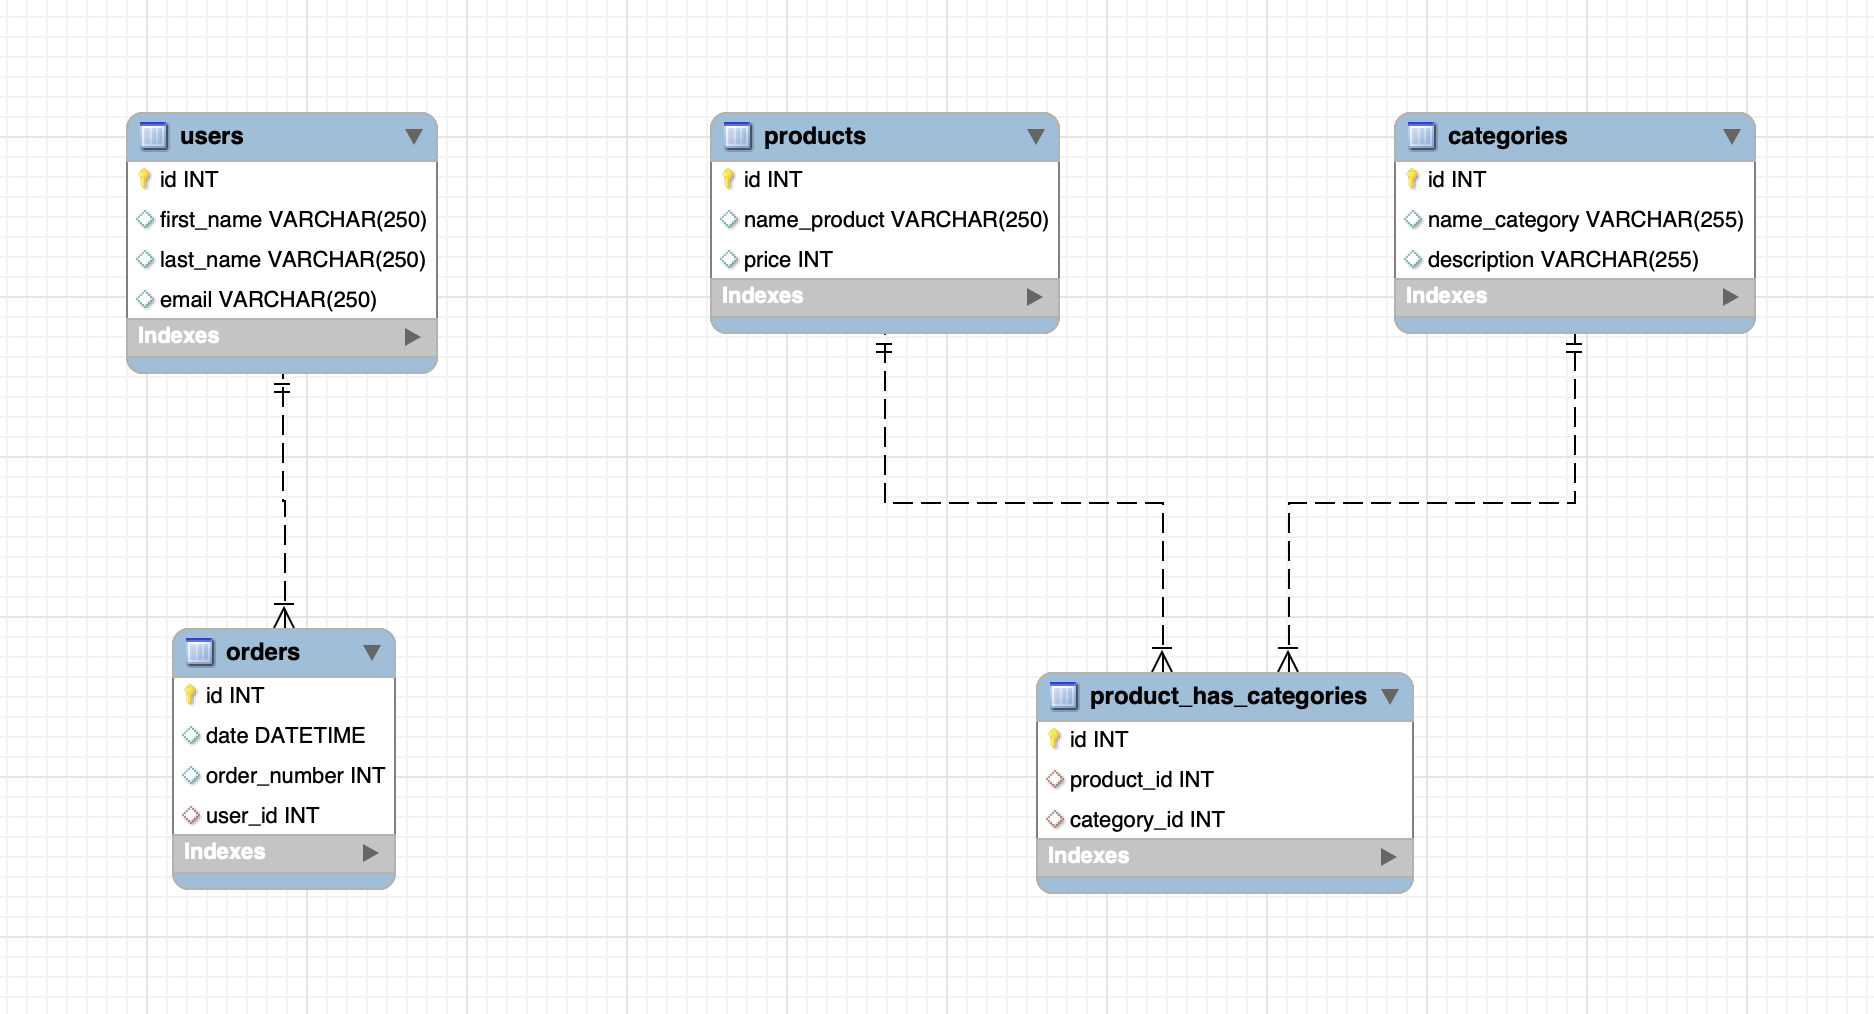 users
id INT
first_name VARCHAR(250)
last_name VARCHAR(250)
email VARCHAR(250)
Indexes
products
id INT
name_product VARCHAR(250)
price INT
Indexes
categories
id INT
name_category VARCHAR(255)
description VARCHAR(255)
Indexes
orders
id INT
date DATETIME
order_number INT
user_id INT
Indexes
product_has_categories
id INT
product_id INT
category_id INT
Indexes